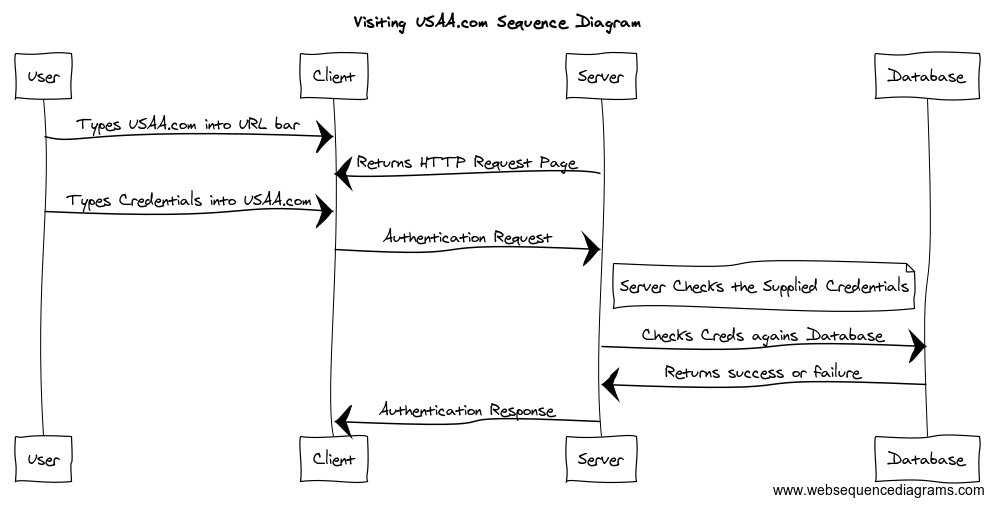 Visiting USAA.com Sequence Diagram
User
Client
Server
Database
Types USAA.com into URL bar
Returns HTTP Request Page
Types Credentials into USAA.com
Authentication Request
Server Checks the Supplied Credentials
Checks Creds agains Database
Returns success or failure
Authentication Response
User
Client
Server
Database
www.websequencediagrams.com